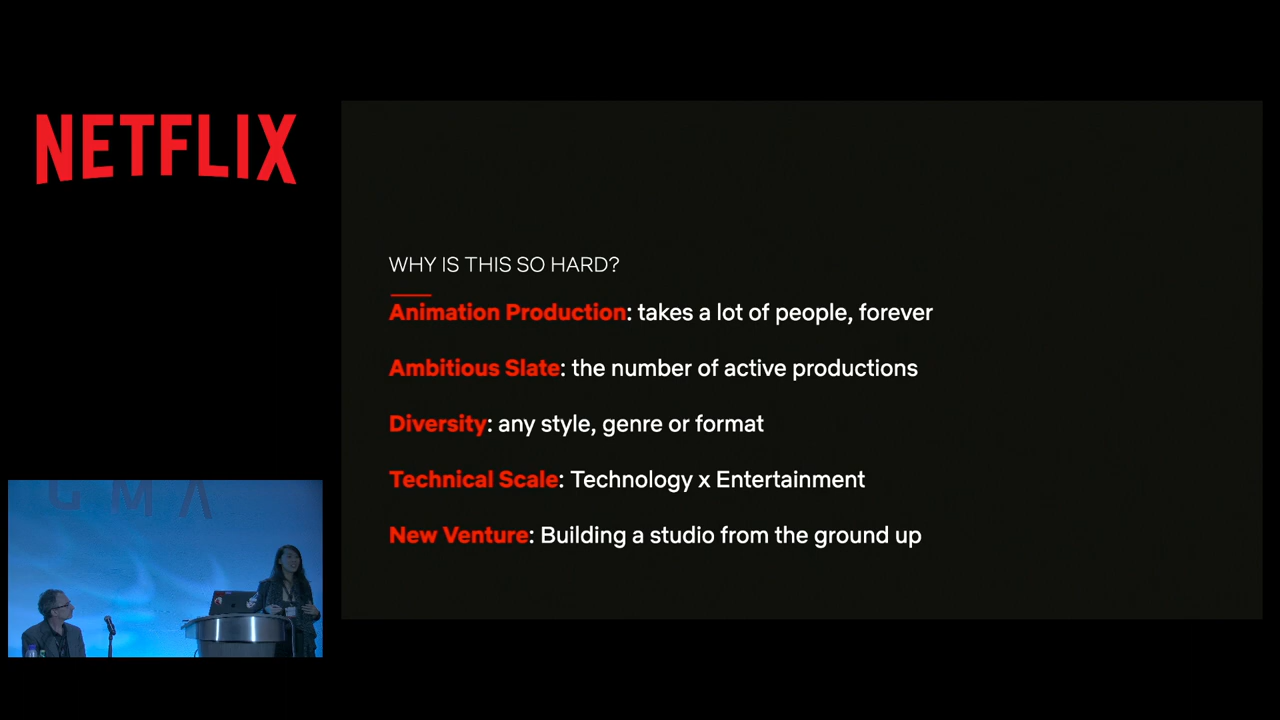 NETFLIX
WHY IS THIS SO HARD?
Animation Production: takes a lot of people, forever
Ambitious Slate: the number of active productions
Diversity: any style, genre or format
Technical Scale: Technology x Entertainment
New Venture: Building a studio from the ground up
G M A